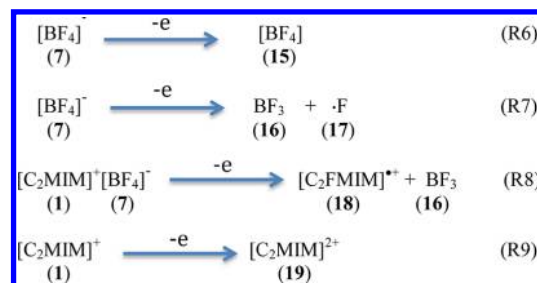 [BF₄]⁻ -e [BF₄] (R6)
(7) (15)
[BF₄]⁻ -e BF₃ + ·F (R7)
(7) (16) (17)
[C₂MIM]⁺[BF₄]⁻ -e [C₂FMIM]•⁺ + BF₃ (R8)
(1) (7) (18) (16)
[C₂MIM]⁺ -e [C₂MIM]²⁺ (R9)
(1) (19)